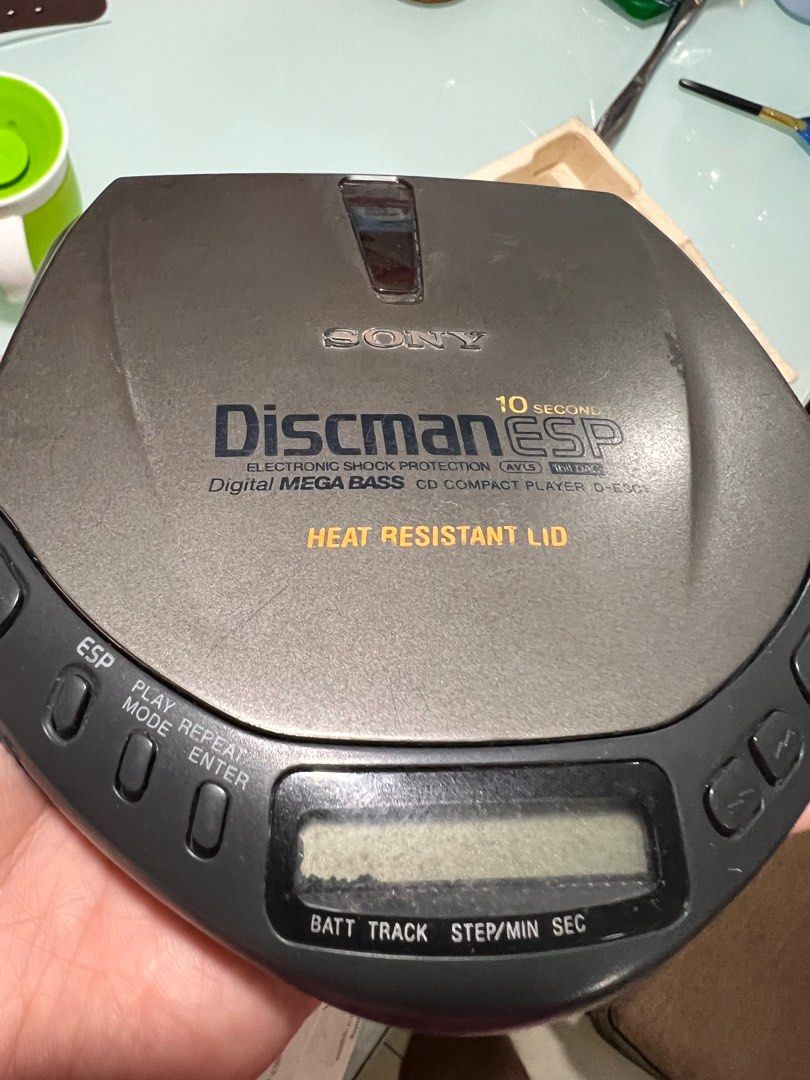 SONY
10 SECOND
Discman ESP
ELECTRONIC SHOCK PROTECTION AVLS 1bit DAC
Digital MEGA BASS CD COMPACT PLAYER
HEAT RESISTANT LID
ESP
PLAY MODE
REPEAT ENTER
BATT TRACK STEP/MIN SEC